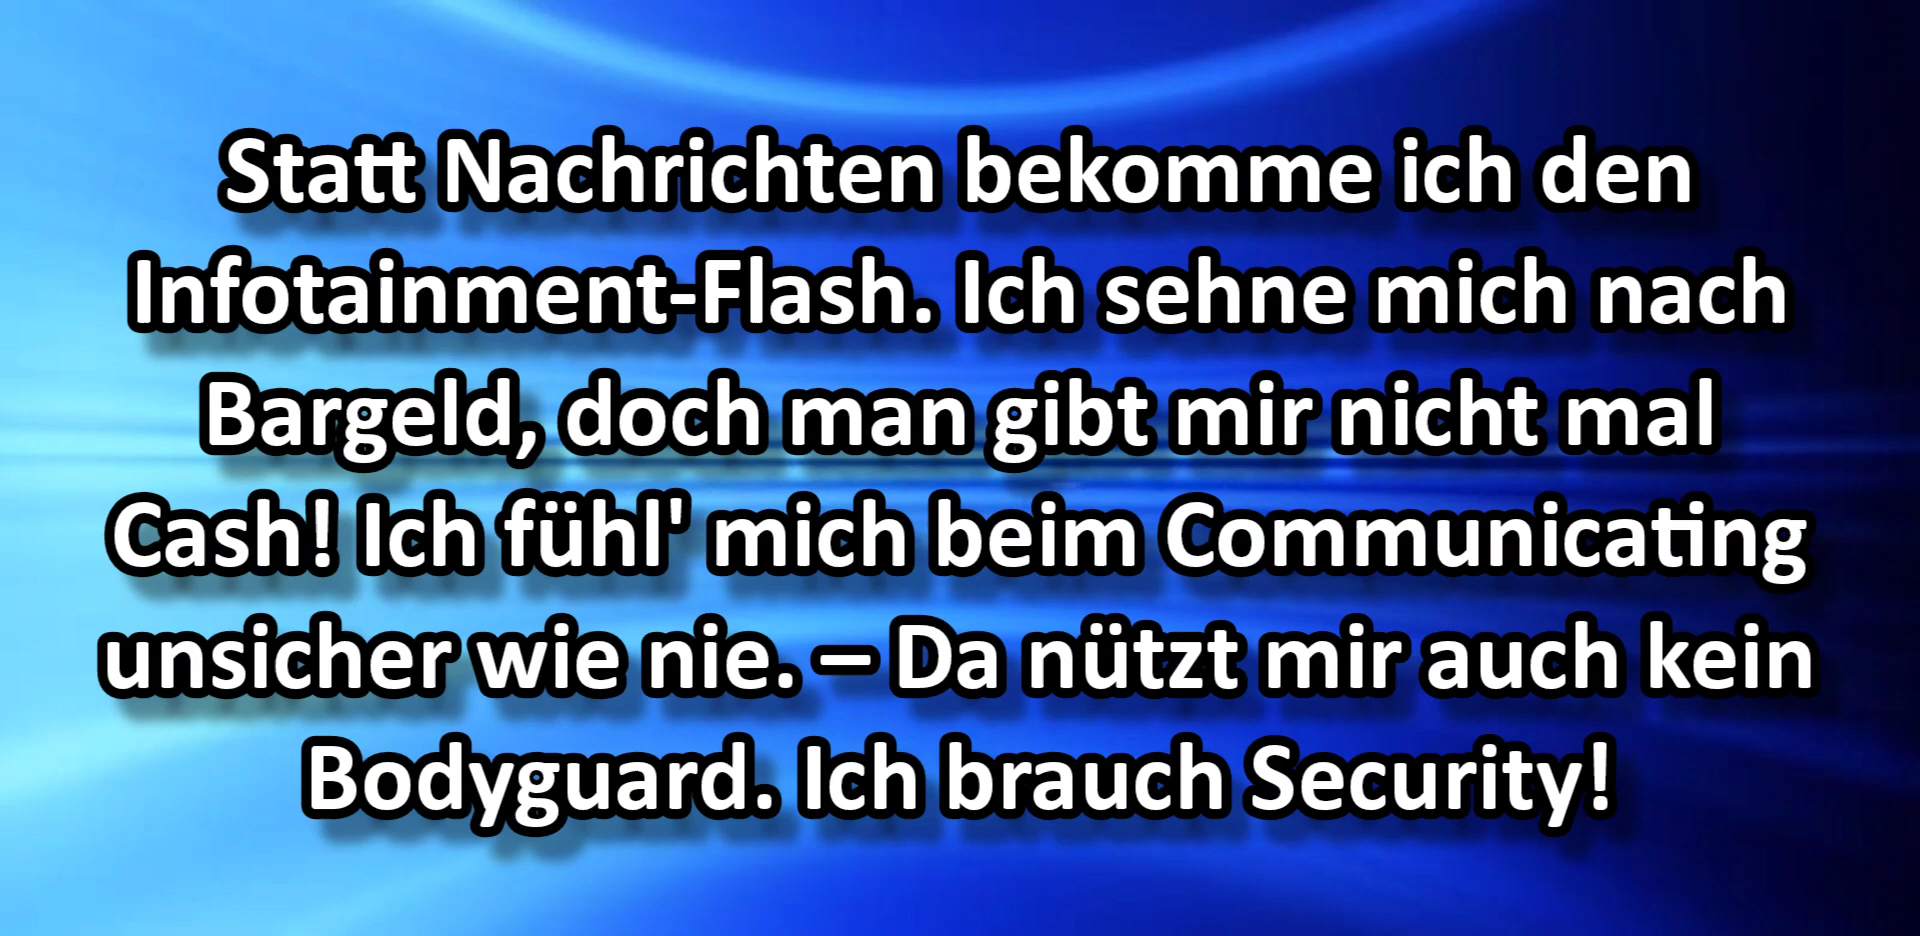 Statt Nachrichten bekomme ich den
Infotainment-Flash. Ich sehne mich nach
Bargeld, doch man gibt mir nicht mal
Cash! Ich fühl' mich beim Communicating
unsicher wie nie. – Da nützt mir auch kein
Bodyguard. Ich brauch Security!